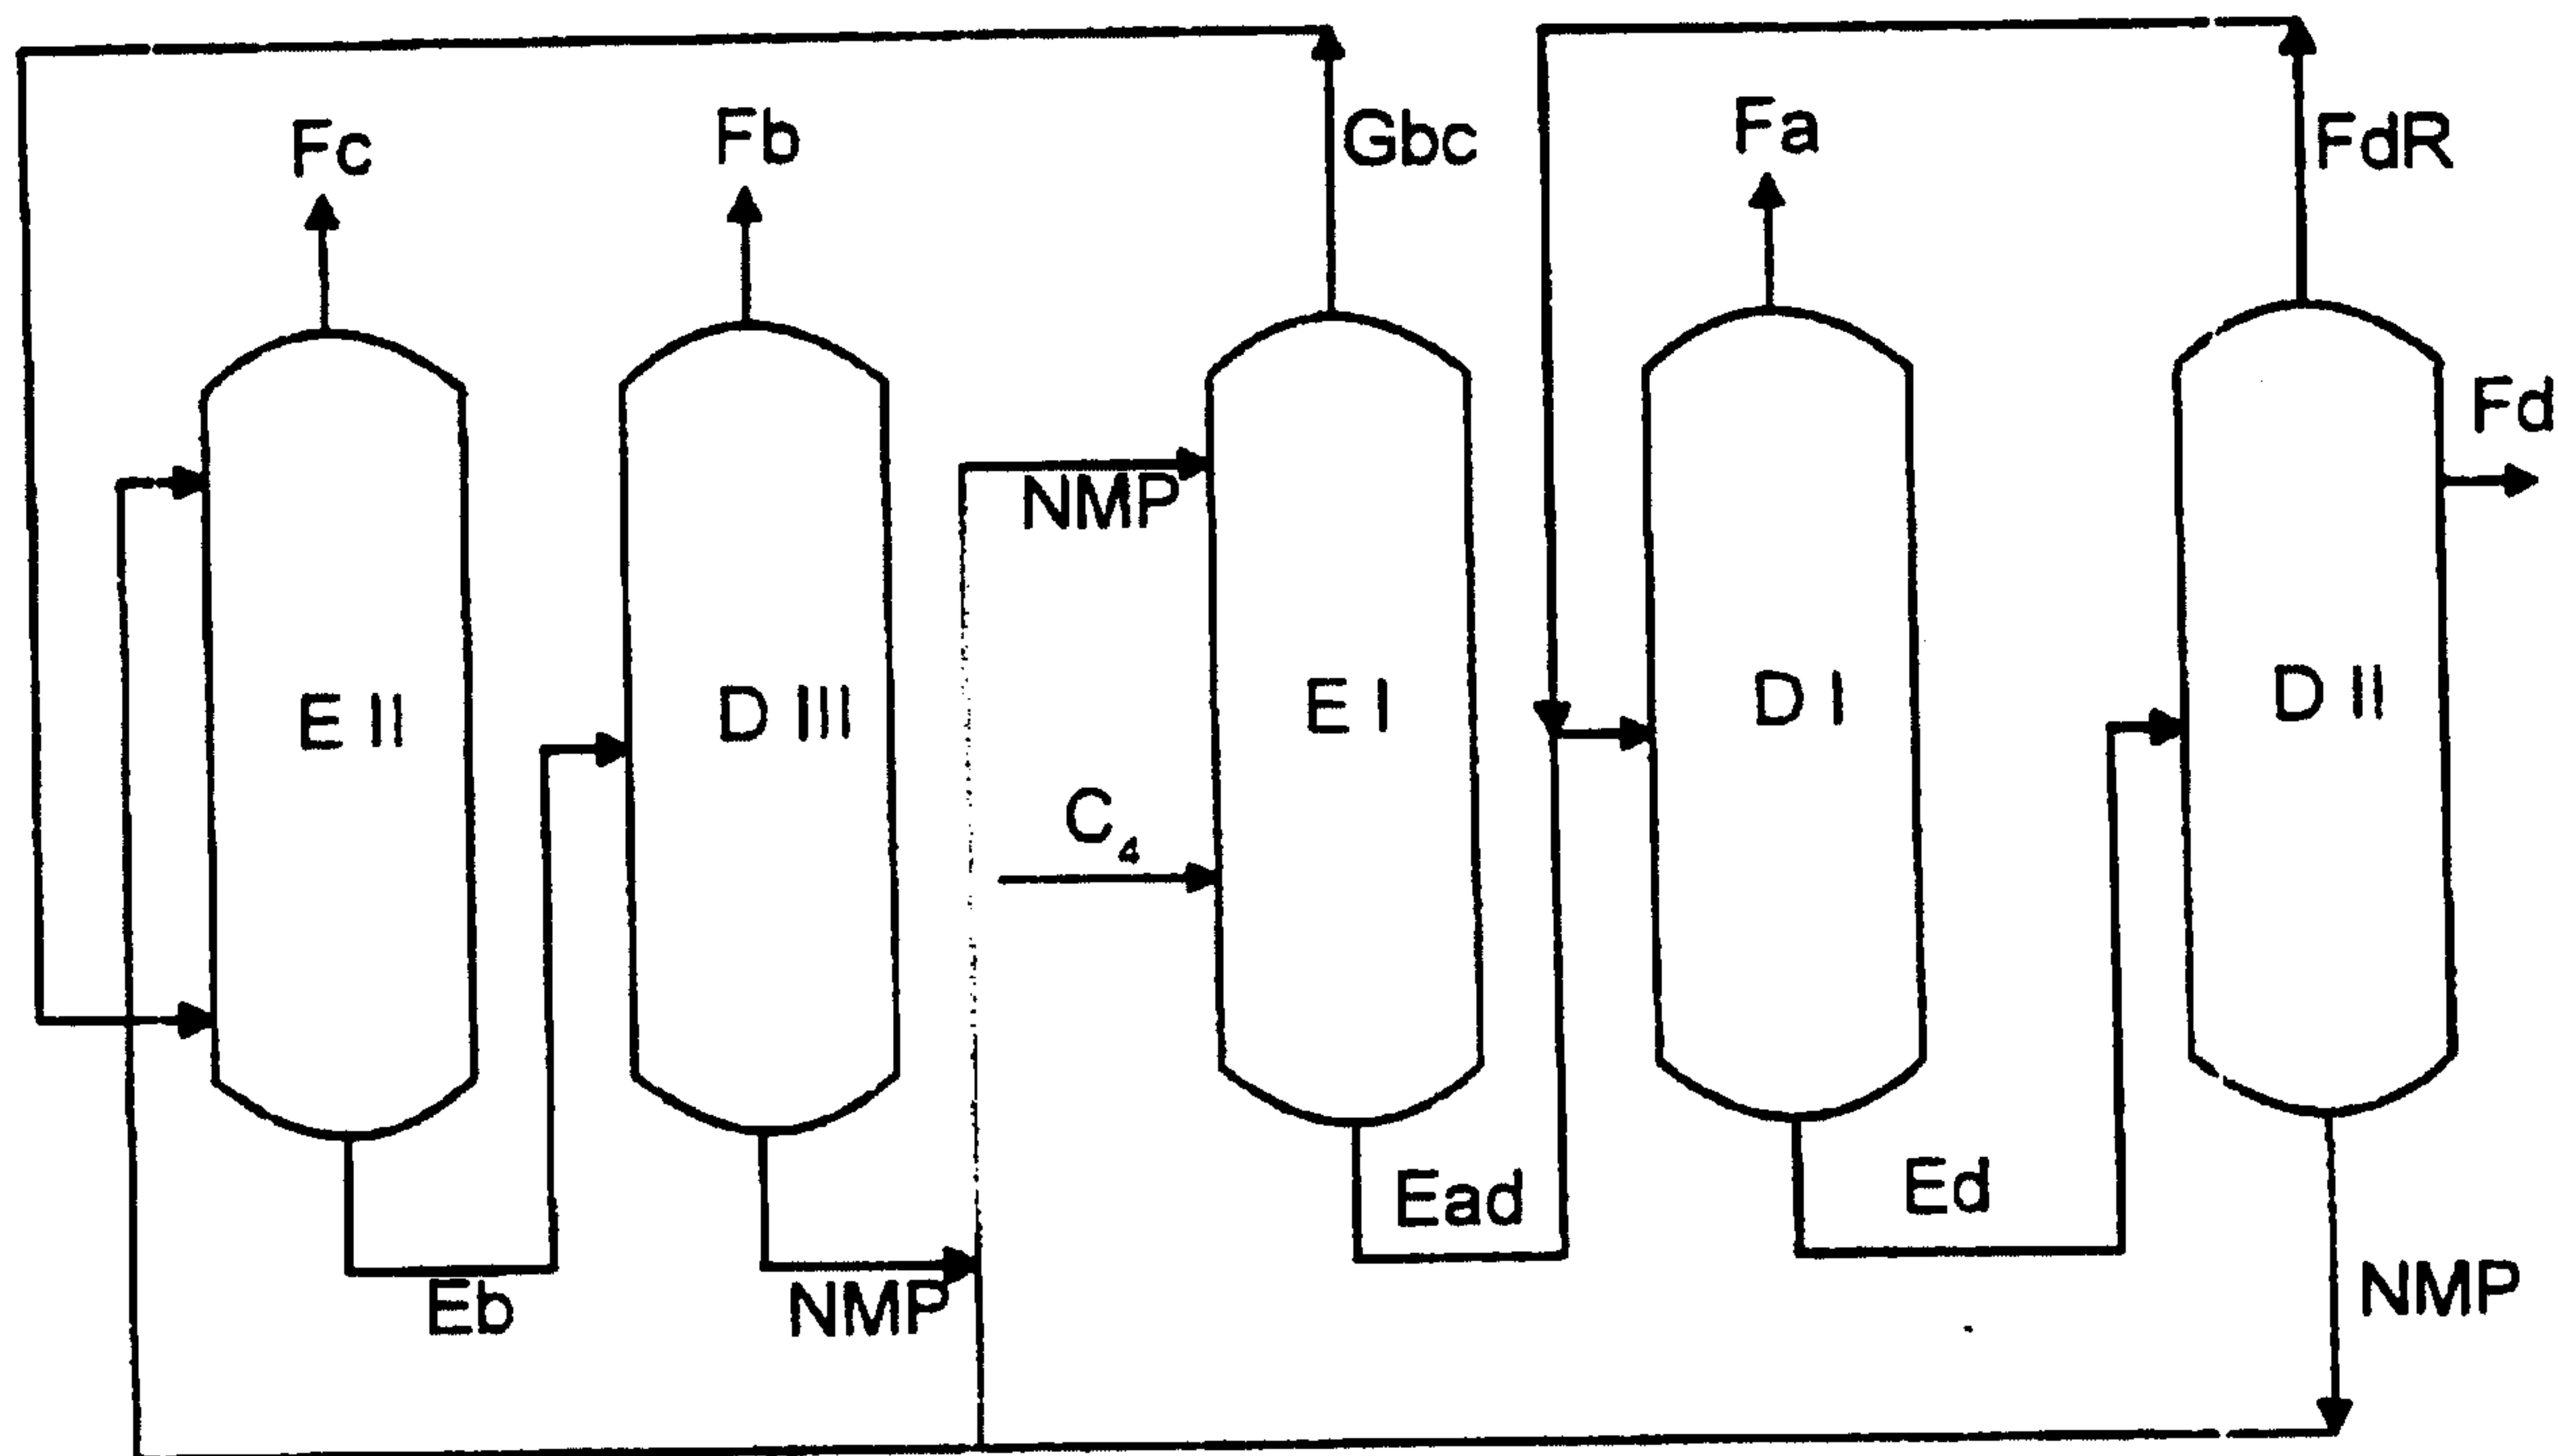 Fc
Fb
Gbc
Fa
FdR
Fd
NMP
E II
D III
E I
D I
D II
C₄
Ead
Ed
Eb
NMP
NMP